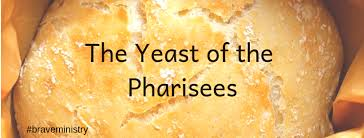 The Yeast of the
Pharisees
#braveministry